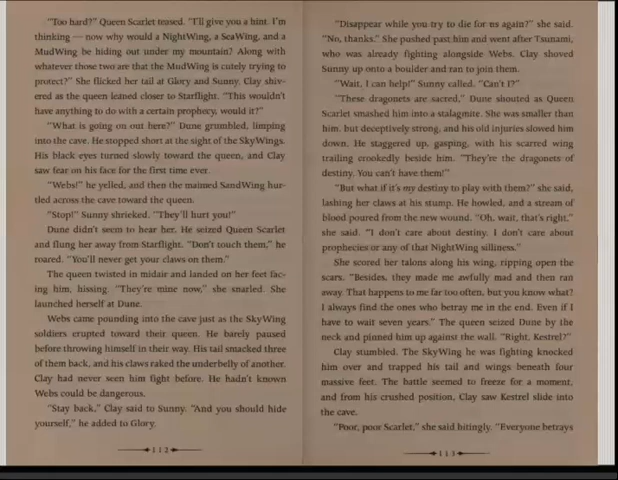 "Too hard?" Queen Scarlet teased. "I'll give you a hint. I'm
thinking — now why would a NightWing, a SeaWing, and a
MudWing be hiding out under my mountain? Along with
whatever those two are that the MudWing is cutely trying to
protect?" She flicked her tail at Glory and Sunny. Clay shiv-
ered as the queen leaned closer to Starflight. "This wouldn't
have anything to do with a certain prophecy, would it?"
"What is going on out here?" Dune grumbled, limping
into the cave. He stopped short at the sight of the SkyWings.
His black eyes turned slowly toward the queen, and Clay
saw fear on his face for the first time ever.
"Webs!" he yelled, and then the maimed SandWing hur-
tled across the cave toward the queen.
"Stop!" Sunny shrieked. "They'll hurt you!"
Dune didn't seem to hear her. He seized Queen Scarlet
and flung her away from Starflight. "Don't touch them," he
roared. "You'll never get your claws on them."
The queen twisted in midair and landed on her feet fac-
ing him, hissing. "They're mine now," she snarled. She
launched herself at Dune.
Webs came pounding into the cave just as the SkyWing
soldiers erupted toward their queen. He barely paused
before throwing himself in their way. His tail smacked three
of them back, and his claws raked the underbelly of another.
Clay had never seen him fight before. He hadn't known
Webs could be dangerous.
"Stay back," Clay said to Sunny. "And you should hide
yourself," he added to Glory.
112
"Disappear while you try to die for us again?" she said.
"No, thanks." She pushed past him and went after Tsunami,
who was already fighting alongside Webs. Clay shoved
Sunny up onto a boulder and ran to join them.
"Wait, I can help!" Sunny called. "Can't I?"
"These dragonets are sacred," Dune shouted as Queen
Scarlet smashed him into a stalagmite. She was smaller than
him, but deceptively strong, and his old injuries slowed him
down. He staggered up, gasping, with his scarred wing
trailing crookedly beside him. "They're the dragonets of
destiny. You can't have them!"
"But what if it's my destiny to play with them?" she said,
lashing her claws at his stump. He howled, and a stream of
blood poured from the new wound. "Oh, wait, that's right,"
she said. "I don't care about destiny. I don't care about
prophecies or any of that NightWing silliness."
She scored her talons along his wing, ripping open the
scars. "Besides, they made me awfully mad and then ran
away. That happens to me far too often, but you know what?
I always find the ones who betray me in the end. Even if I
have to wait seven years." The queen seized Dune by the
neck and pinned him up against the wall. "Right, Kestrel?"
Clay stumbled. The SkyWing he was fighting knocked
him over and trapped his tail and wings beneath four
massive feet. The battle seemed to freeze for a moment,
and from his crushed position, Clay saw Kestrel slide into
the cave.
"Poor, poor Scarlet," she said bitingly. "Everyone betrays
113